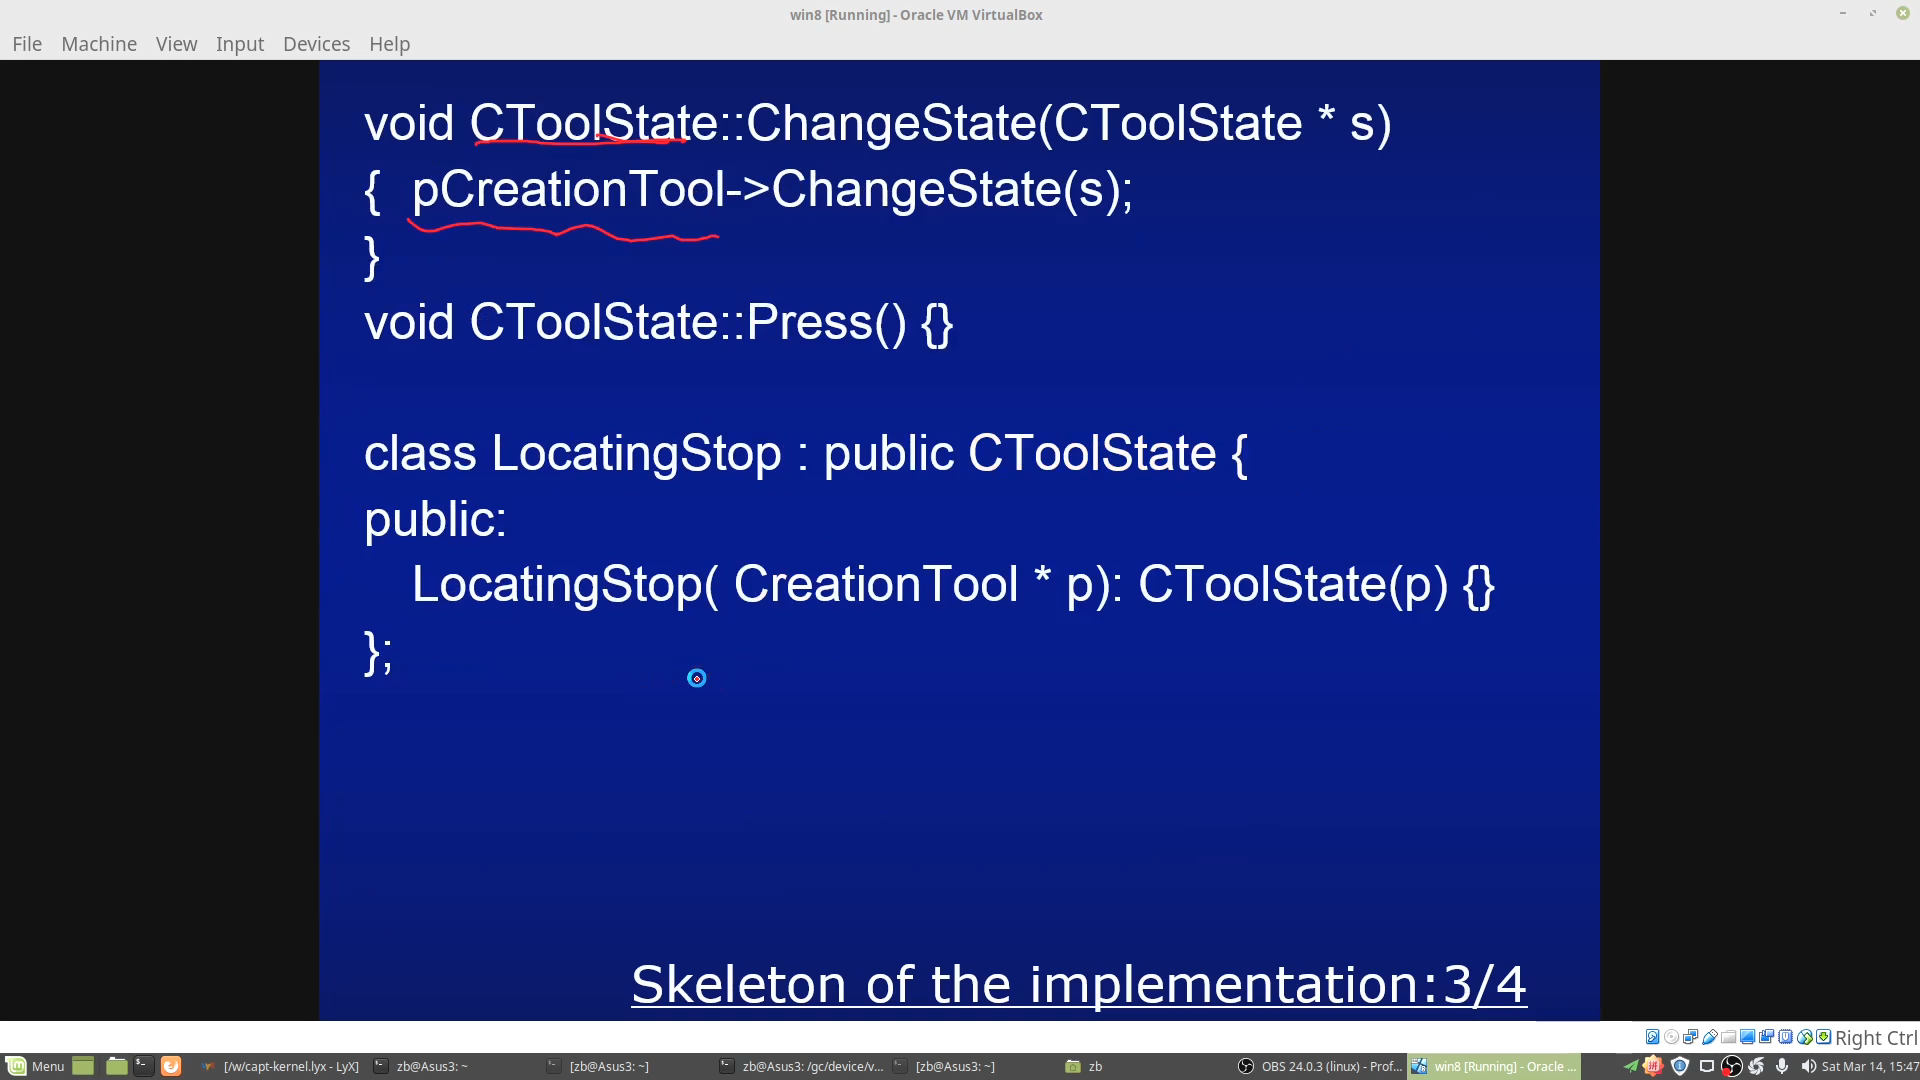 win8 [Running] - Oracle VM VirtualBox
File Machine View Input Devices Help
void CToolState::ChangeState(CToolState * s)
{ pCreationTool->ChangeState(s);
}
void CToolState::Press() {}
class LocatingStop : public CToolState {
public:
LocatingStop( CreationTool * p): CToolState(p) {}
};
Skeleton of the implementation:3/4
Right Ctrl
Menu [/w/capt-kernel.lyx - LyX] zb@Asus3: ~ [zb@Asus3: ~] zb@Asus3: /gc/device/v... [zb@Asus3: ~] zb OBS 24.0.3 (linux) - Prof... win8 [Running] - Oracle ... Sat Mar 14, 15:47